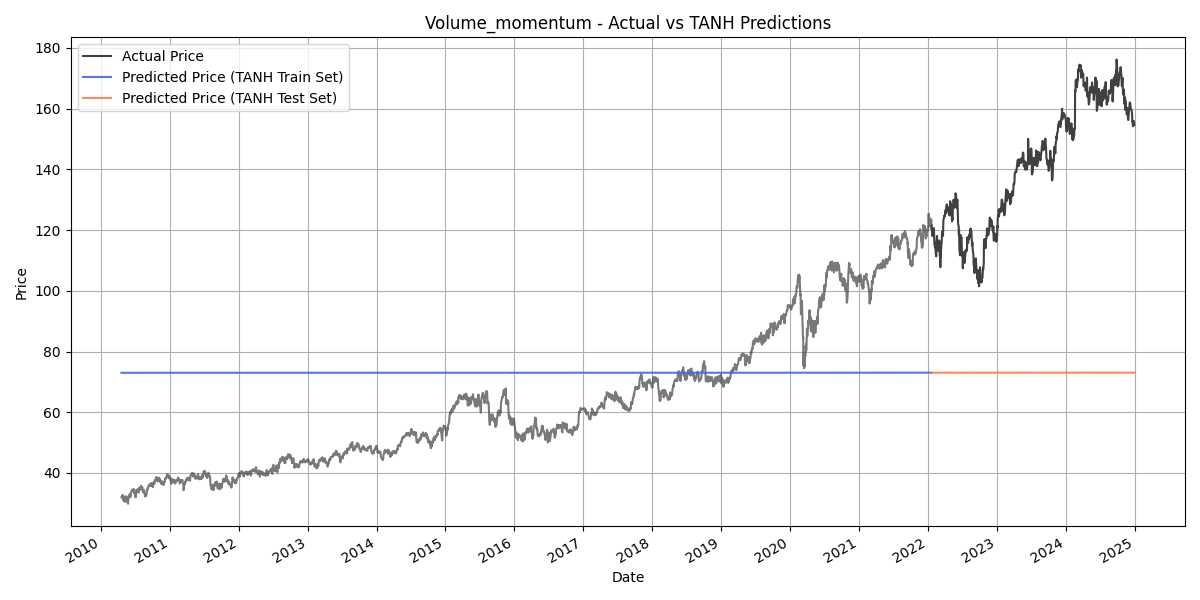 Volume_momentum - Actual vs TANH Predictions
Actual Price
Predicted Price (TANH Train Set)
Predicted Price (TANH Test Set)
Price
180
160
140
120
100
80
60
40
2010 2011 2012 2013 2014 2015 2016 2017 2018 2019 2020 2021 2022 2023 2024 2025
Date